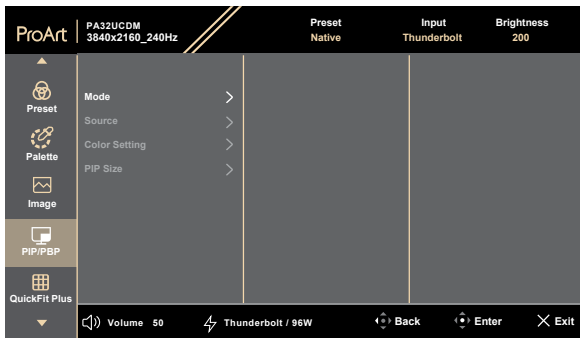 ProArt
PA32UCDM
3840x2160_240Hz
Preset
Native
Input
Thunderbolt
Brightness
200
Preset
Palette
Image
PIP/PBP
QuickFit Plus
Mode
Source
Color Setting
PIP Size
Volume 50
Thunderbolt / 96W
Back
Enter
Exit